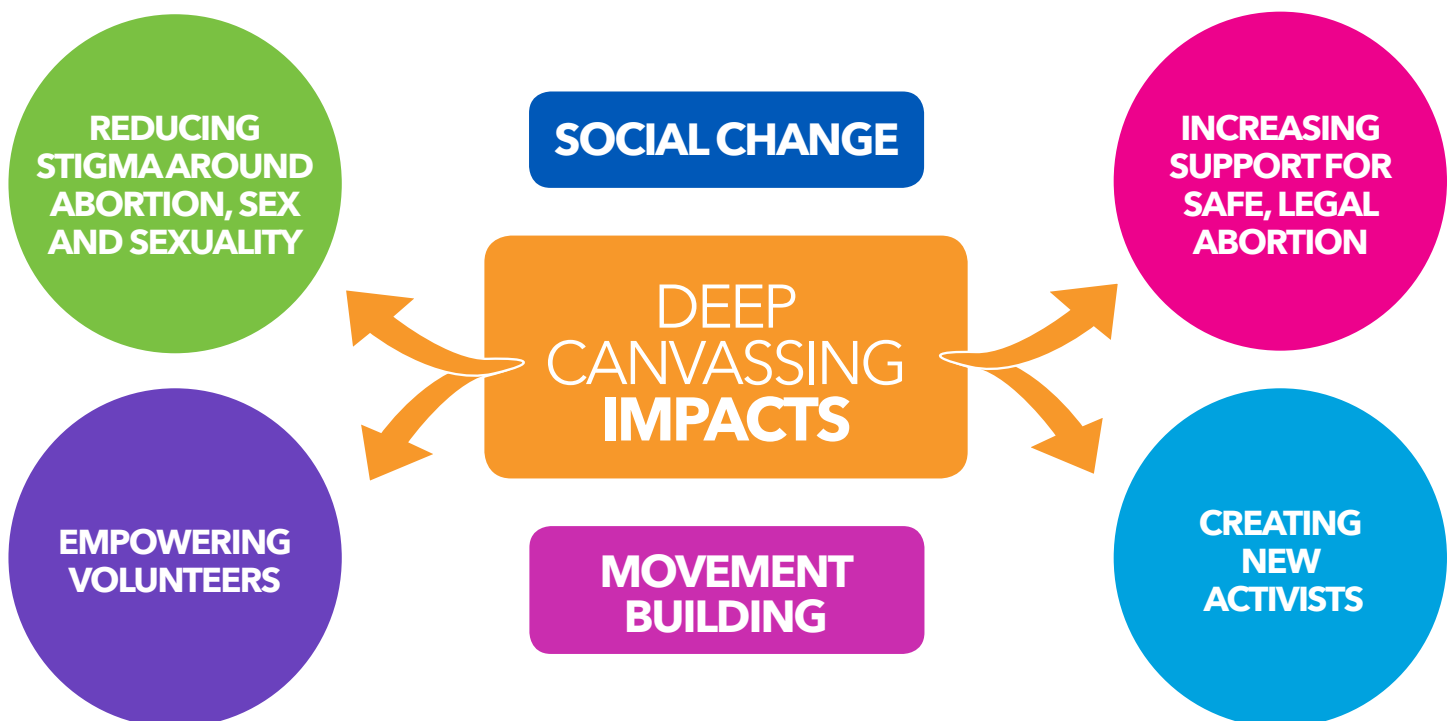 REDUCING
STIGMA AROUND
ABORTION, SEX
AND SEXUALITY
SOCIAL CHANGE
INCREASING
SUPPORT FOR
SAFE, LEGAL
ABORTION
DEEP
CANVASSING
IMPACTS
EMPOWERING
VOLUNTEERS
MOVEMENT
BUILDING
CREATING
NEW
ACTIVISTS